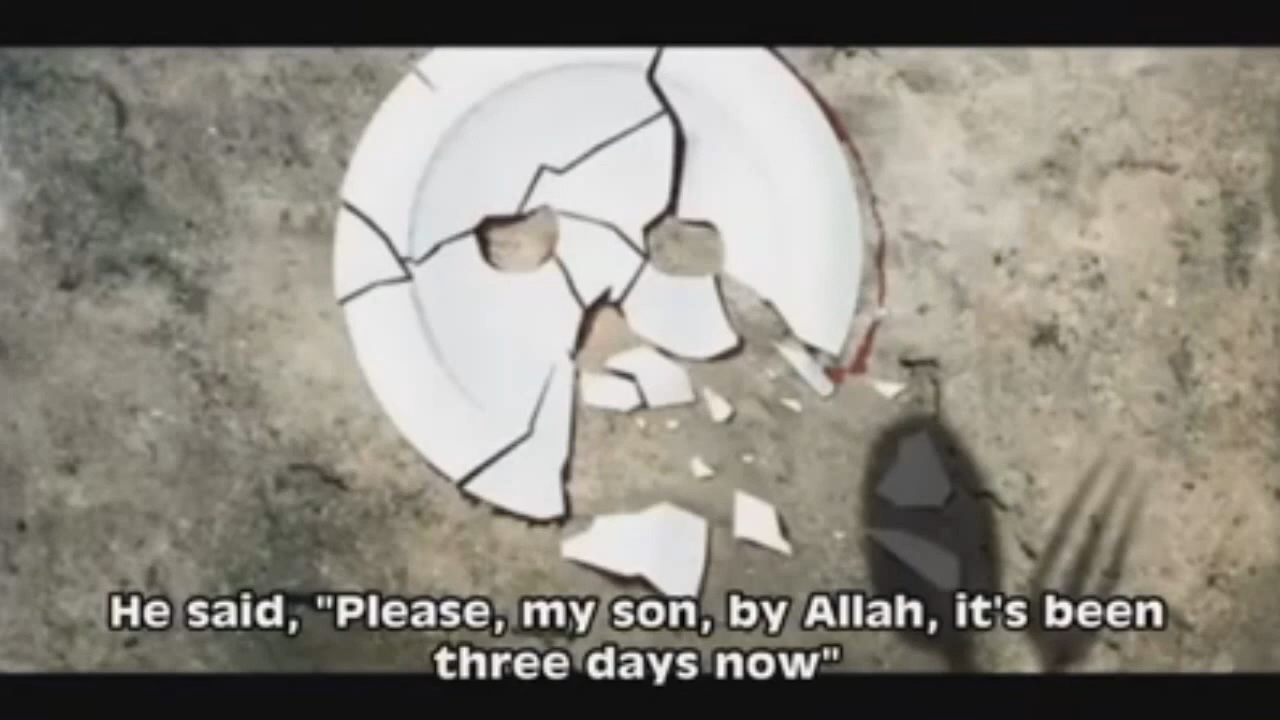 He said, "Please, my son, by Allah, it's been
three days now"